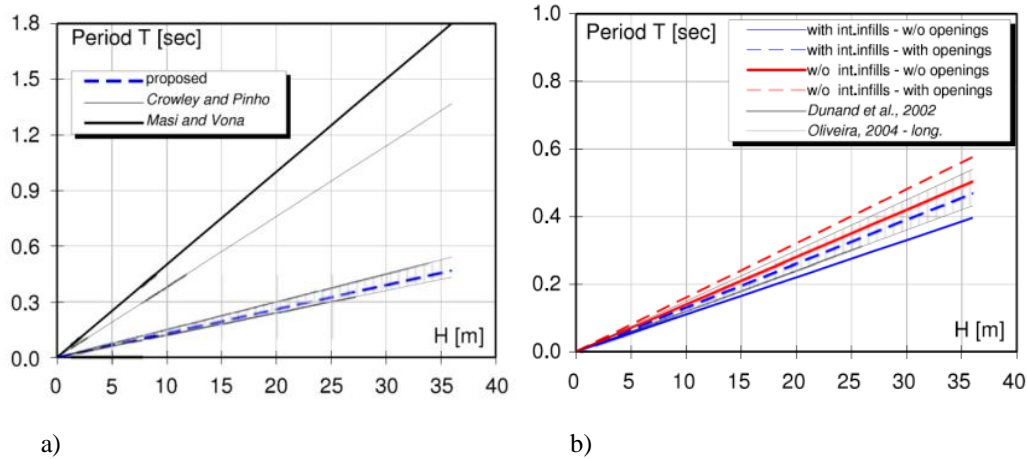 Period T [sec]
proposed
Crowley and Pinho
Masi and Vona
H [m]
1.8
1.5
1.2
0.9
0.6
0.3
0.0
0 5 10 15 20 25 30 35 40
a)
Period T [sec]
with int.infills - w/o openings
with int.infills - with openings
w/o int.infills - w/o openings
w/o int.infills - with openings
Dunand et al., 2002
Oliveira, 2004 - long.
H [m]
1.0
0.8
0.6
0.4
0.2
0.0
0 5 10 15 20 25 30 35 40
b)